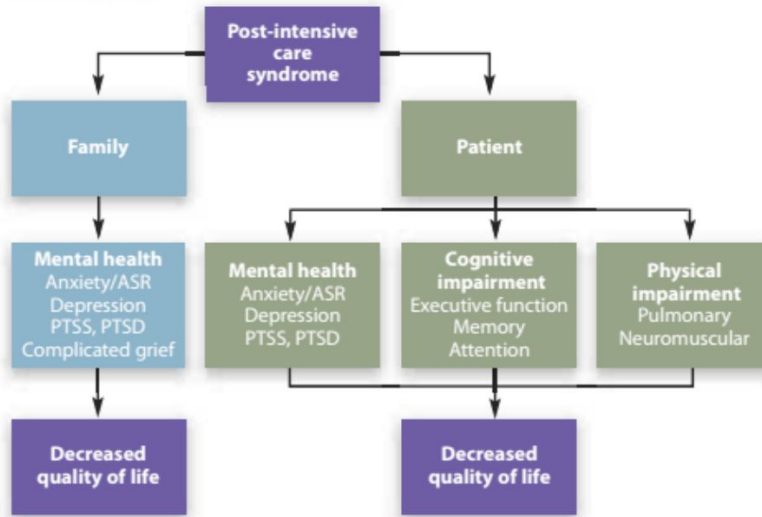 Post-intensive
care
syndrome
Family
Patient
Mental health
Anxiety/ASR
Depression
PTSS, PTSD
Complicated grief
Mental health
Anxiety/ASR
Depression
PTSS, PTSD
Cognitive
impairment
Executive function
Memory
Attention
Physical
impairment
Pulmonary
Neuromuscular
Decreased
quality of life
Decreased
quality of life